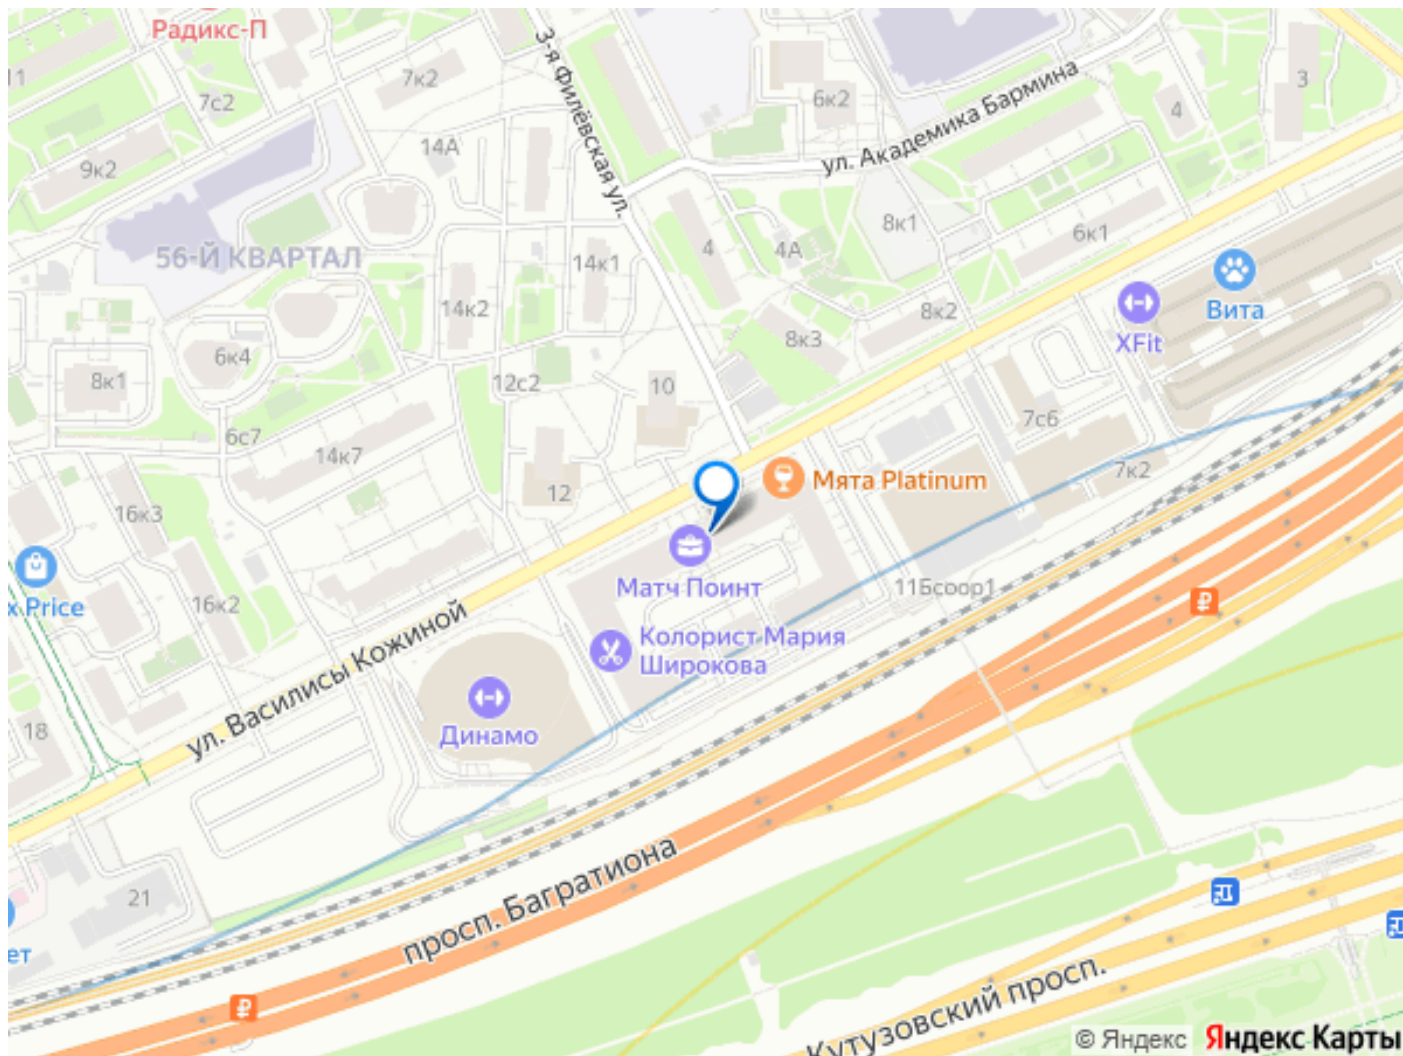 Радикс-П
11
7с2
7к2
3-я Филёвская ул.
6к2
ул. Академика Бармина
4
3
9к2
14А
56-Й КВАРТАЛ
14к1
4
4А
8к1
6к1
14к2
8к2
Вита
XFit
6к4
8к3
8к1
12с2
10
7с6
6с7
14к7
7к2
Мята Platinum
12
16к3
Матч Поинт
11Бсоор1
x Price
16к2
Колорист Мария
Широкова
ул. Василисы Кожиной
18
Динамо
21
просп. Багратиона
ет
Кутузовский просп.
© Яндекс Яндекс Карты